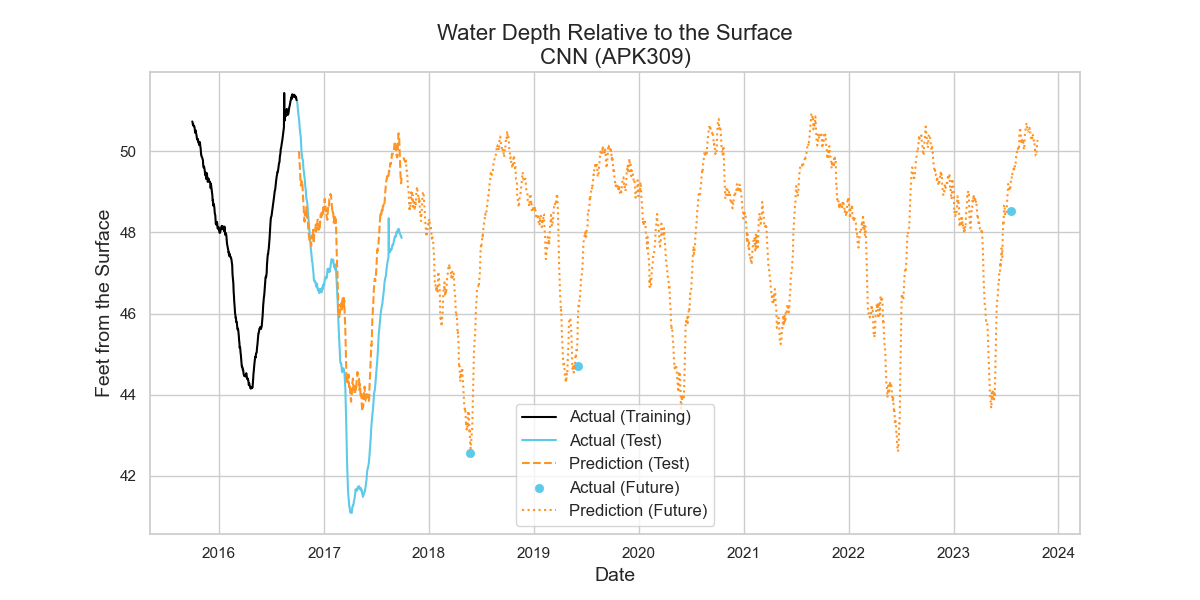 Water Depth Relative to the Surface
CNN (APK309)
Feet from the Surface
50
48
46
44
42
Actual (Training)
Actual (Test)
Prediction (Test)
Actual (Future)
Prediction (Future)
2016
2017
2018
2019
2020
2021
2022
2023
2024
Date